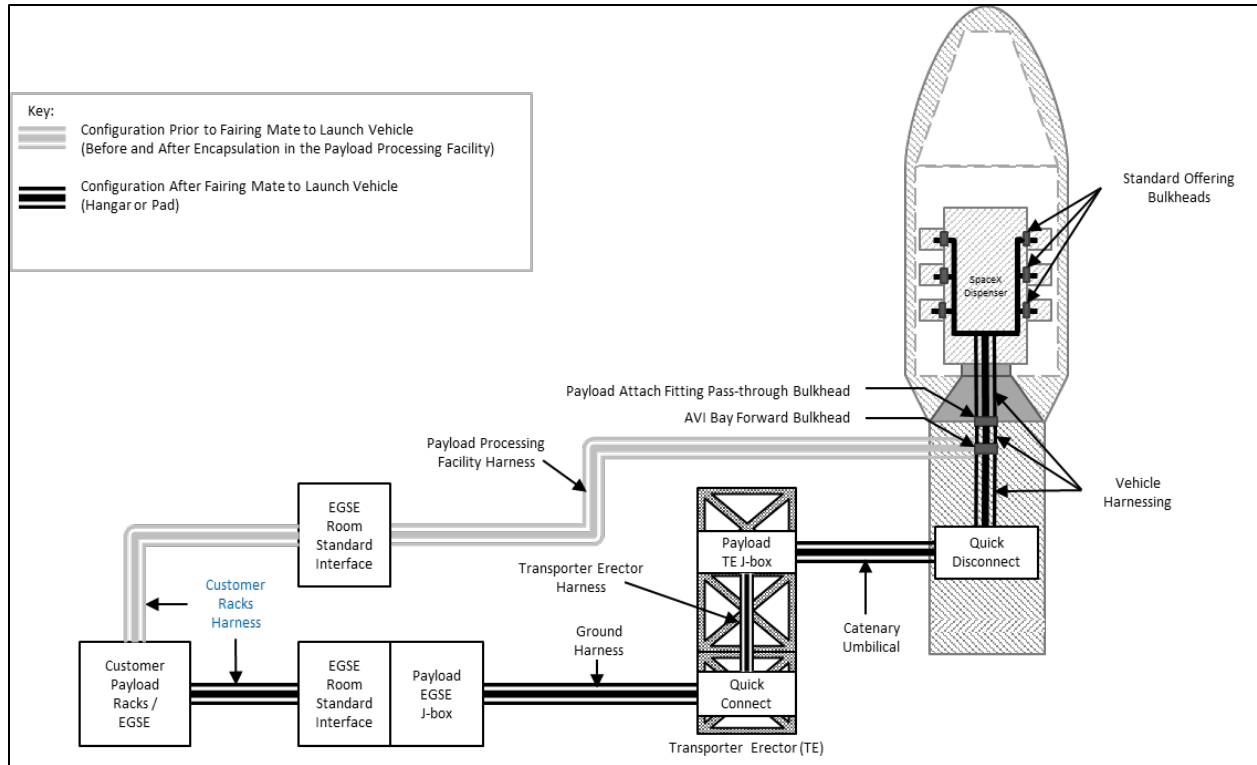 Key:
Configuration Prior to Fairing Mate to Launch Vehicle
(Before and After Encapsulation in the Payload Processing Facility)
Configuration After Fairing Mate to Launch Vehicle
(Hangar or Pad)
Standard Offering
Bulkheads
SpaceX
Dispenser
Payload Attach Fitting Pass-through Bulkhead
AVI Bay Forward Bulkhead
Payload Processing
Facility Harness
Vehicle
Harnessing
EGSE
Room
Standard
Interface
Payload
TE J-box
Quick
Disconnect
Transporter Erector
Harness
Customer
Racks
Harness
Catenary
Umbilical
Ground
Harness
Customer
Payload
Racks /
EGSE
EGSE
Room
Standard
Interface
Payload
EGSE
J-box
Quick
Connect
Transporter Erector (TE)